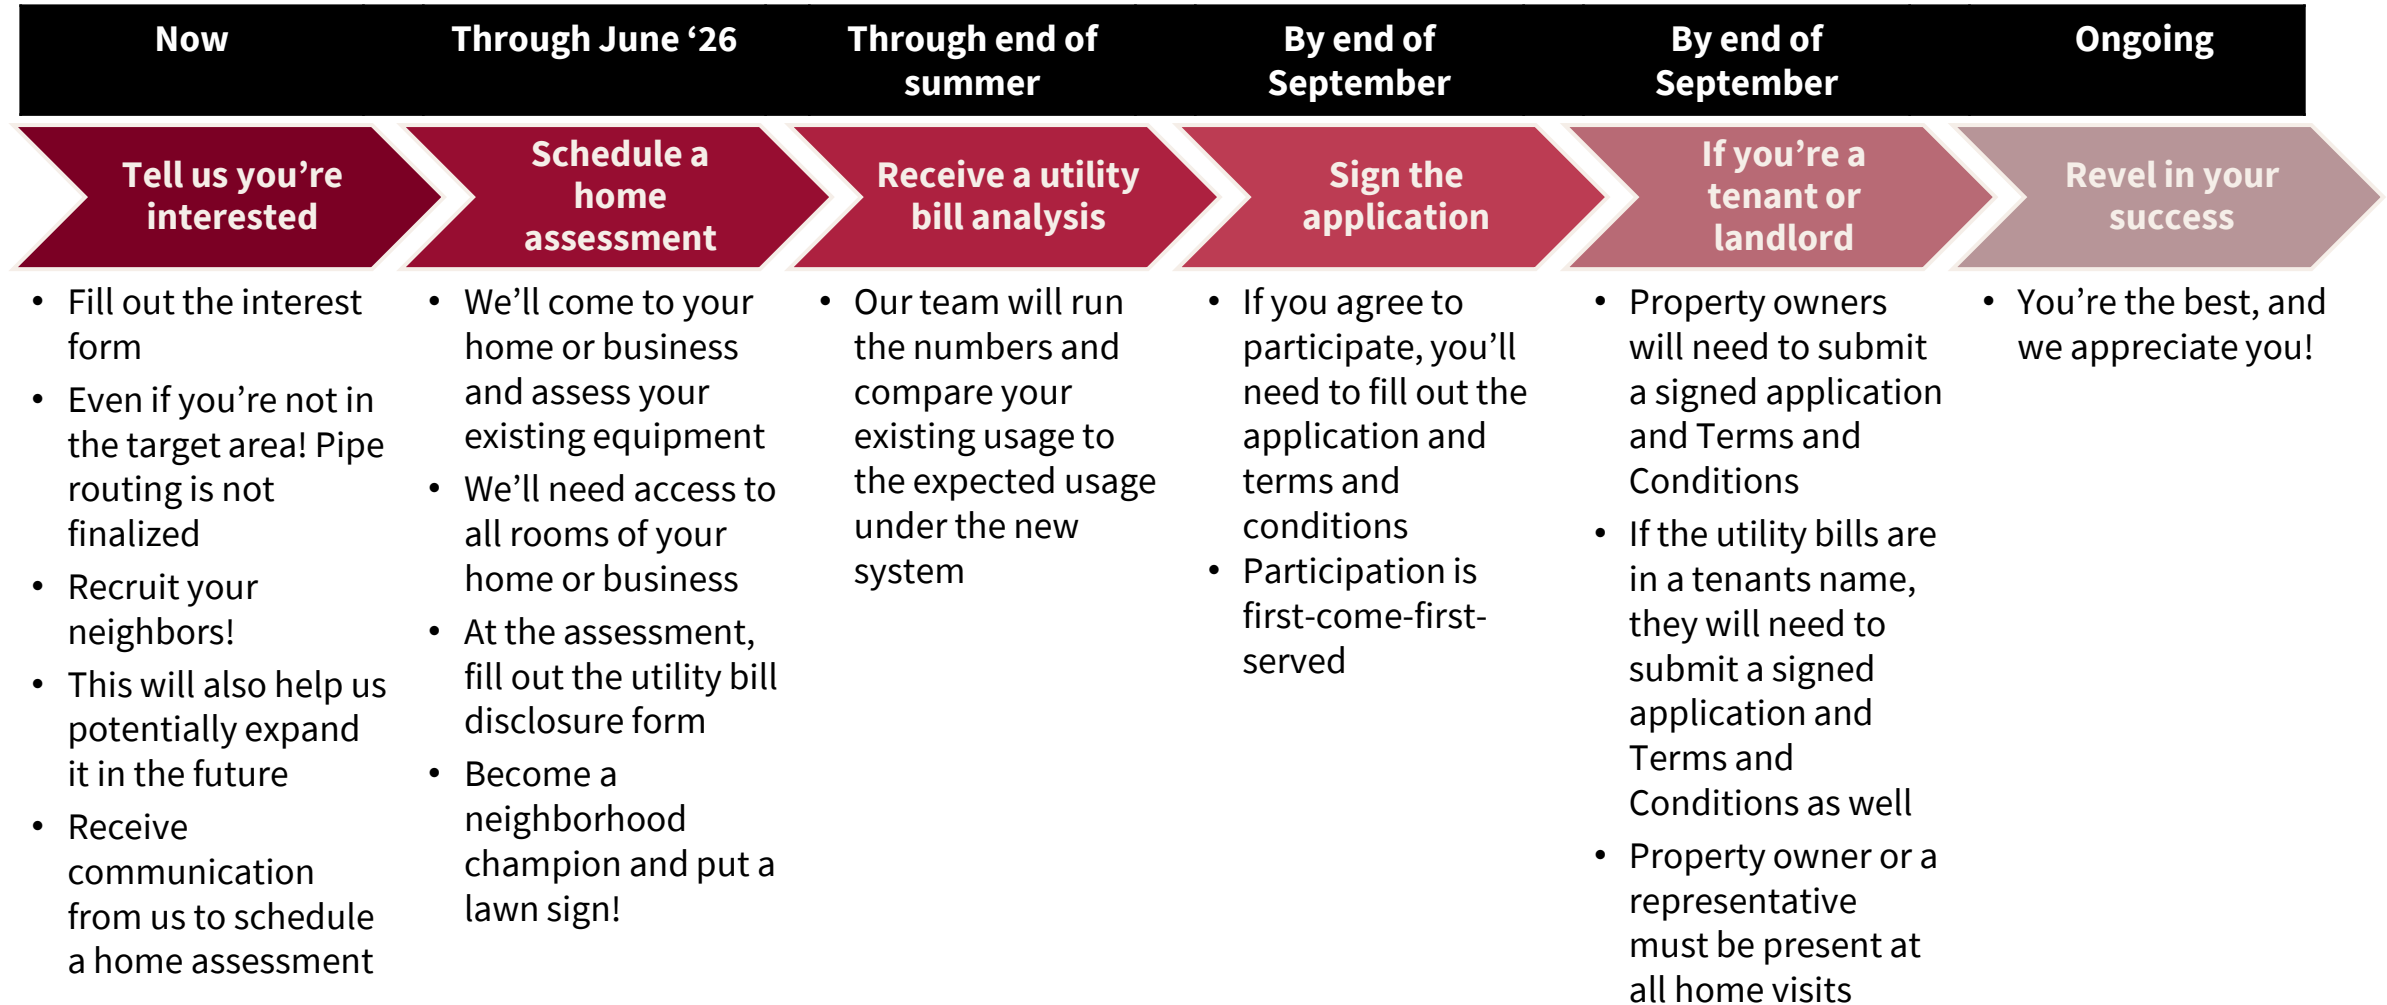 Now
Through June ‘26
Through end of
summer
By end of
September
By end of
September
Ongoing
Tell us you’re
interested
Schedule a
home
assessment
Receive a utility
bill analysis
Sign the
application
If you’re a
tenant or
landlord
Revel in your
success
• Fill out the interest
form
• Even if you’re not in
the target area! Pipe
routing is not
finalized
• Recruit your
neighbors!
• This will also help us
potentially expand
it in the future
• Receive
communication
from us to schedule
a home assessment
• We’ll come to your
home or business
and assess your
existing equipment
• We’ll need access to
all rooms of your
home or business
• At the assessment,
fill out the utility bill
disclosure form
• Become a
neighborhood
champion and put a
lawn sign!
• Our team will run
the numbers and
compare your
existing usage to
the expected usage
under the new
system
• If you agree to
participate, you’ll
need to fill out the
application and
terms and
conditions
• Participation is
first-come-first-
served
• Property owners
will need to submit
a signed application
and Terms and
Conditions
• If the utility bills are
in a tenants name,
they will need to
submit a signed
application and
Terms and
Conditions as well
• Property owner or a
representative
must be present at
all home visits
• You’re the best, and
we appreciate you!